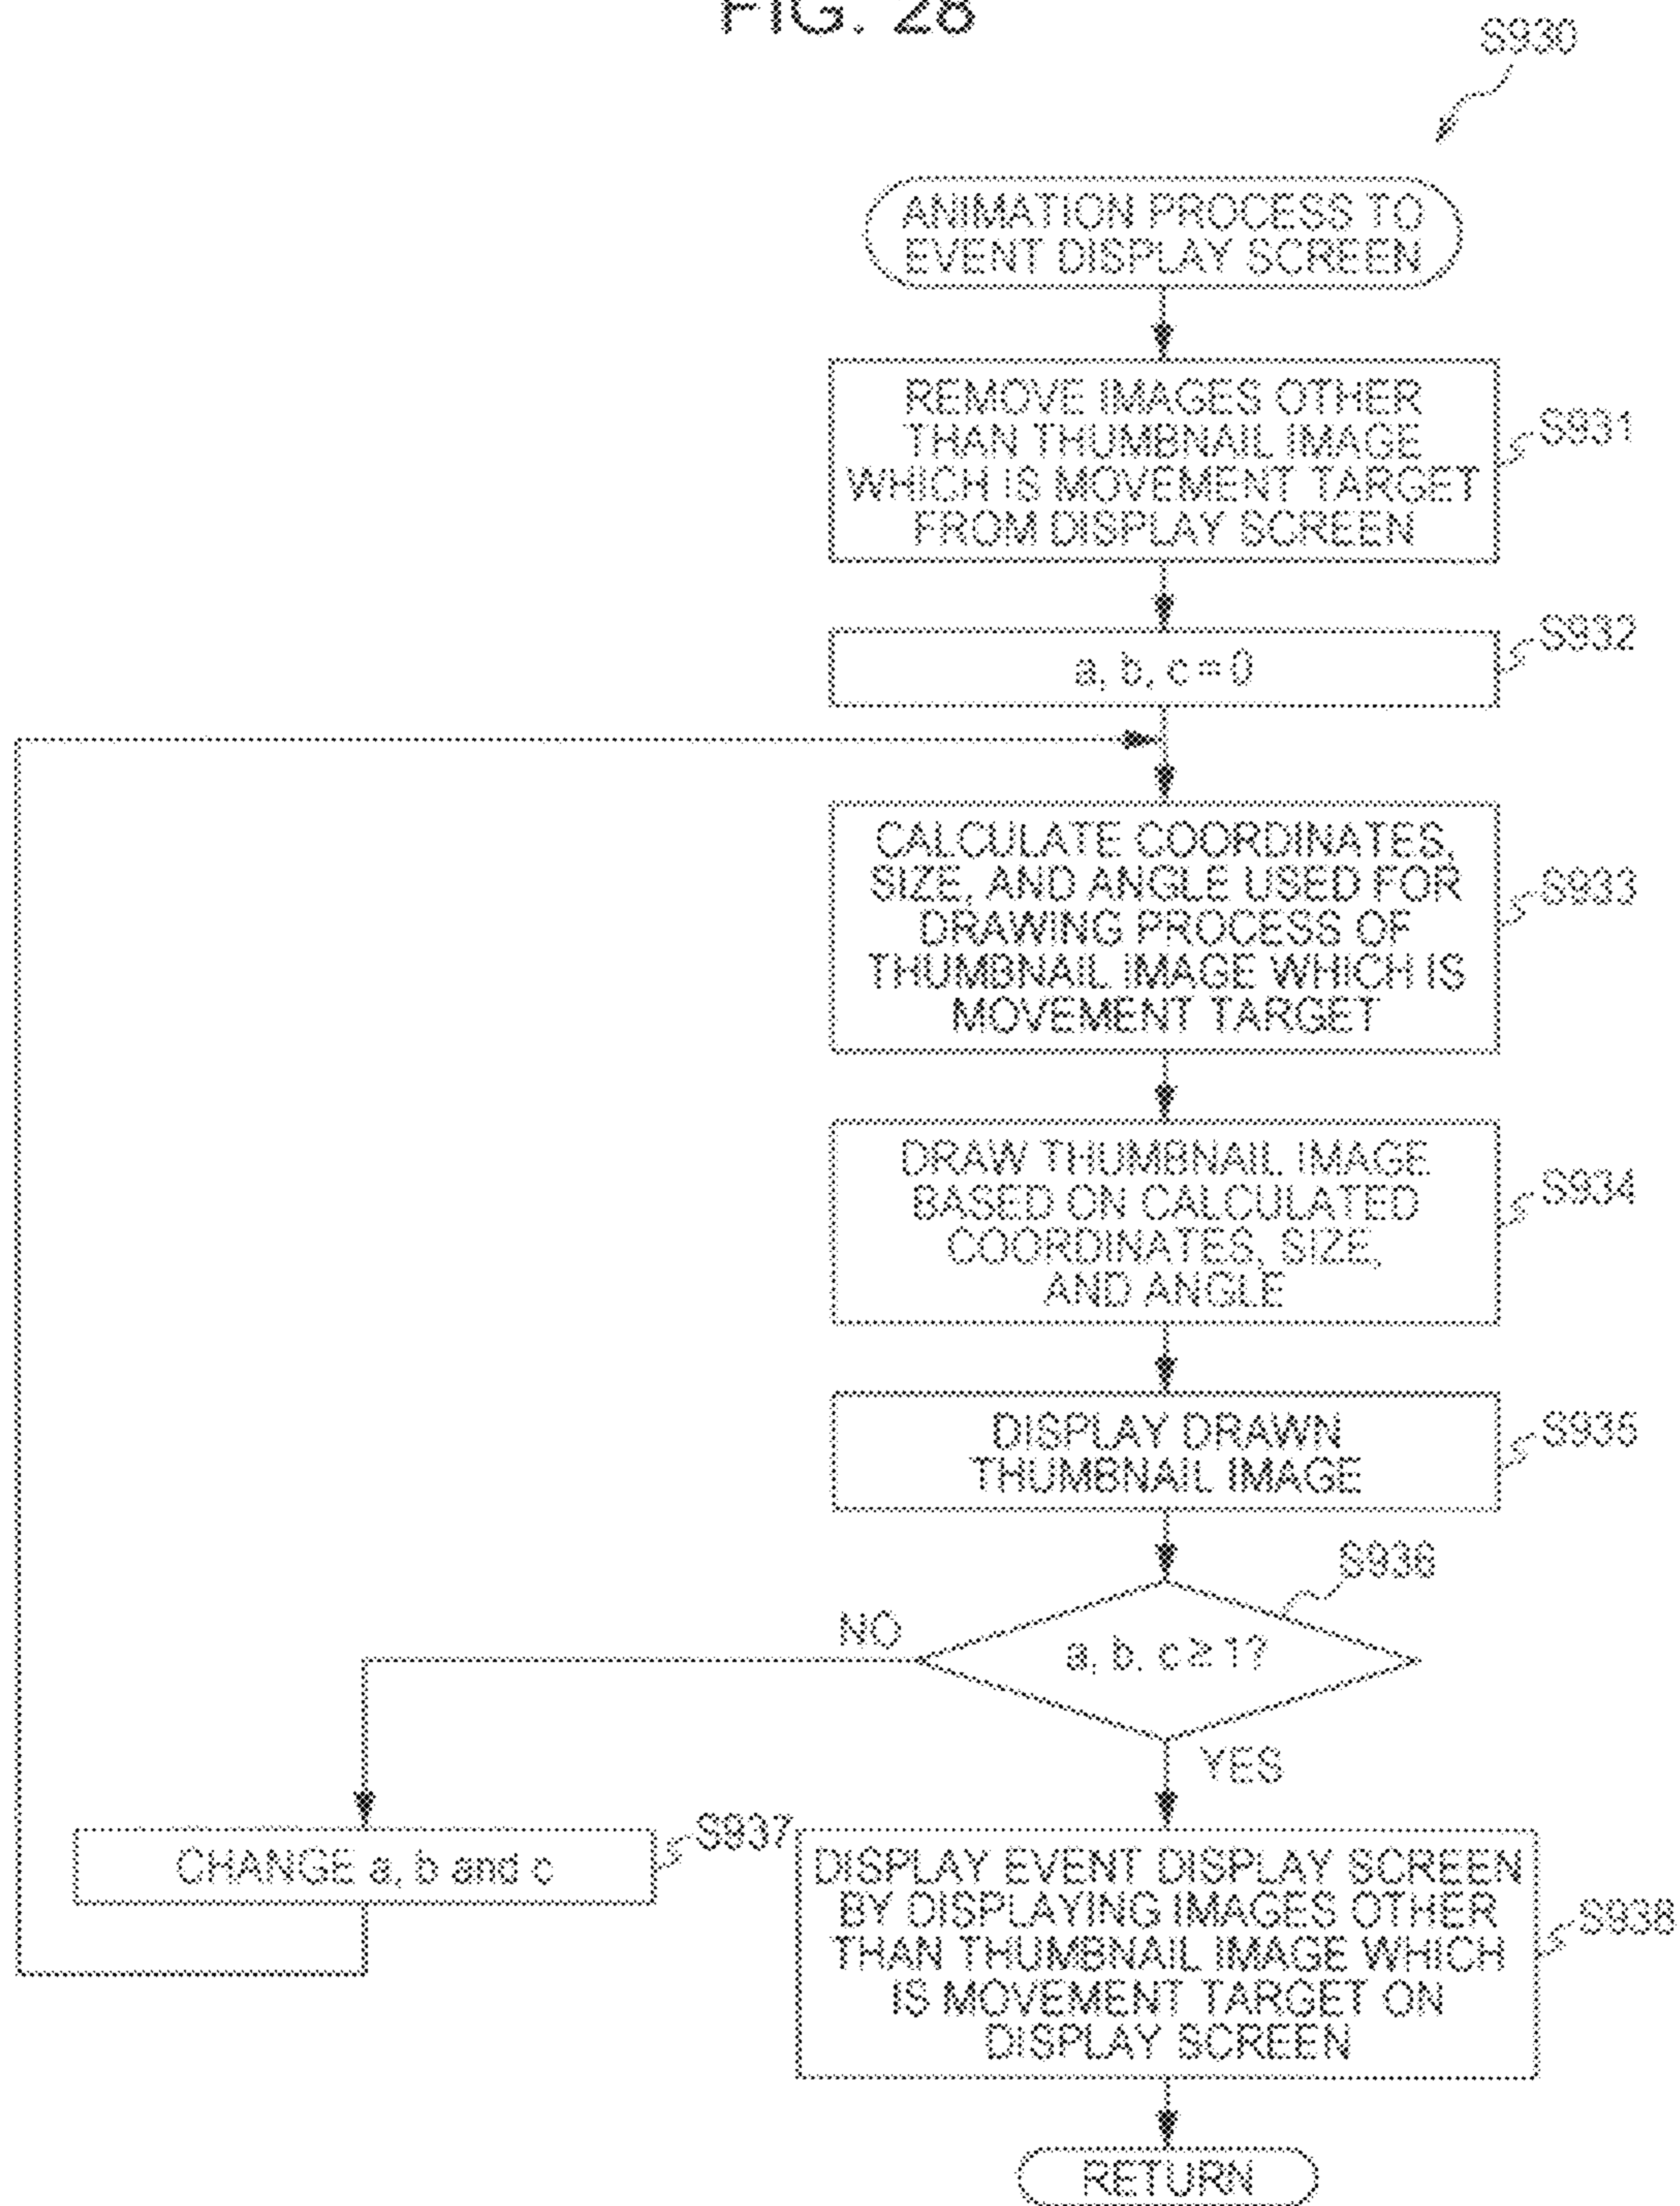 FIG. 28
S930
ANIMATION PROCESS TO
EVENT DISPLAY SCREEN
REMOVE IMAGES OTHER
THAN THUMBNAIL IMAGE
WHICH IS MOVEMENT TARGET
FROM DISPLAY SCREEN
S931
a, b, c = 0
S932
CALCULATE COORDINATES,
SIZE, AND ANGLE USED FOR
DRAWING PROCESS OF
THUMBNAIL IMAGE WHICH IS
MOVEMENT TARGET
S933
DRAW THUMBNAIL IMAGE
BASED ON CALCULATED
COORDINATES, SIZE,
AND ANGLE
S934
DISPLAY DRAWN
THUMBNAIL IMAGE
S935
S936
a, b, c ≥ 1?
NO
YES
CHANGE a, b and c
S937
DISPLAY EVENT DISPLAY SCREEN
BY DISPLAYING IMAGES OTHER
THAN THUMBNAIL IMAGE WHICH
IS MOVEMENT TARGET ON
DISPLAY SCREEN
S938
RETURN